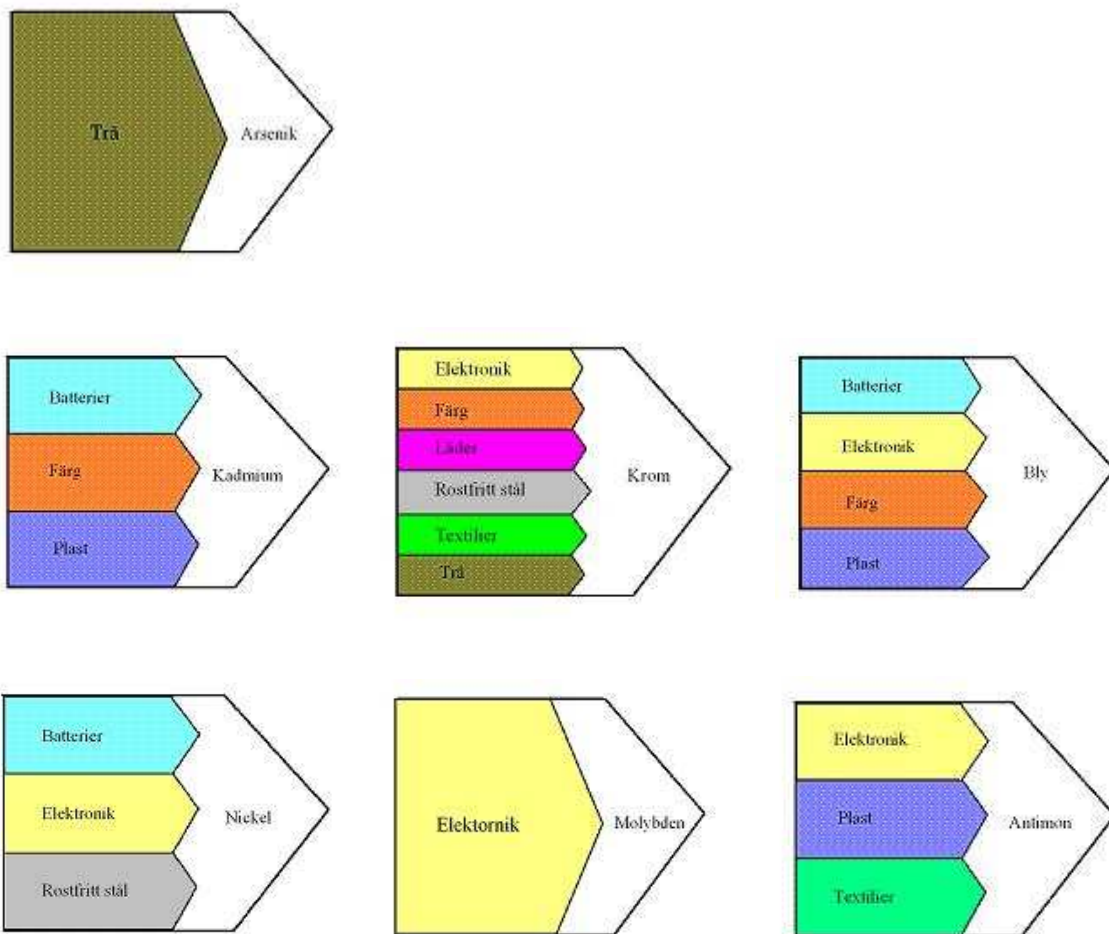 Trä
Arsenik
Batterier
Färg
Plast
Kadmium
Elektronik
Färg
Läder
Rostfritt stål
Textilier
Trä
Krom
Batterier
Elektronik
Färg
Plast
Bly
Batterier
Elektronik
Rostfritt stål
Nickel
Elektornik
Molybden
Elektronik
Plast
Textilier
Antimon